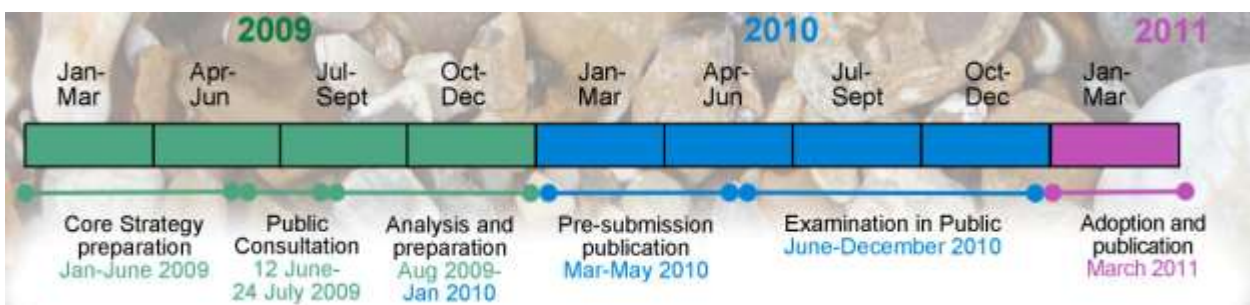 2009
2010
2011
Jan-
Mar
Apr-
Jun
Jul-
Sept
Oct-
Dec
Jan-
Mar
Apr-
Jun
Jul-
Sept
Oct-
Dec
Jan-
Mar
Core Strategy
preparation
Jan-June 2009
Public
Consultation
12 June-
24 July 2009
Analysis and
preparation
Aug 2009-
Jan 2010
Pre-submission
publication
Mar-May 2010
Examination in Public
June-December 2010
Adoption and
publication
March 2011